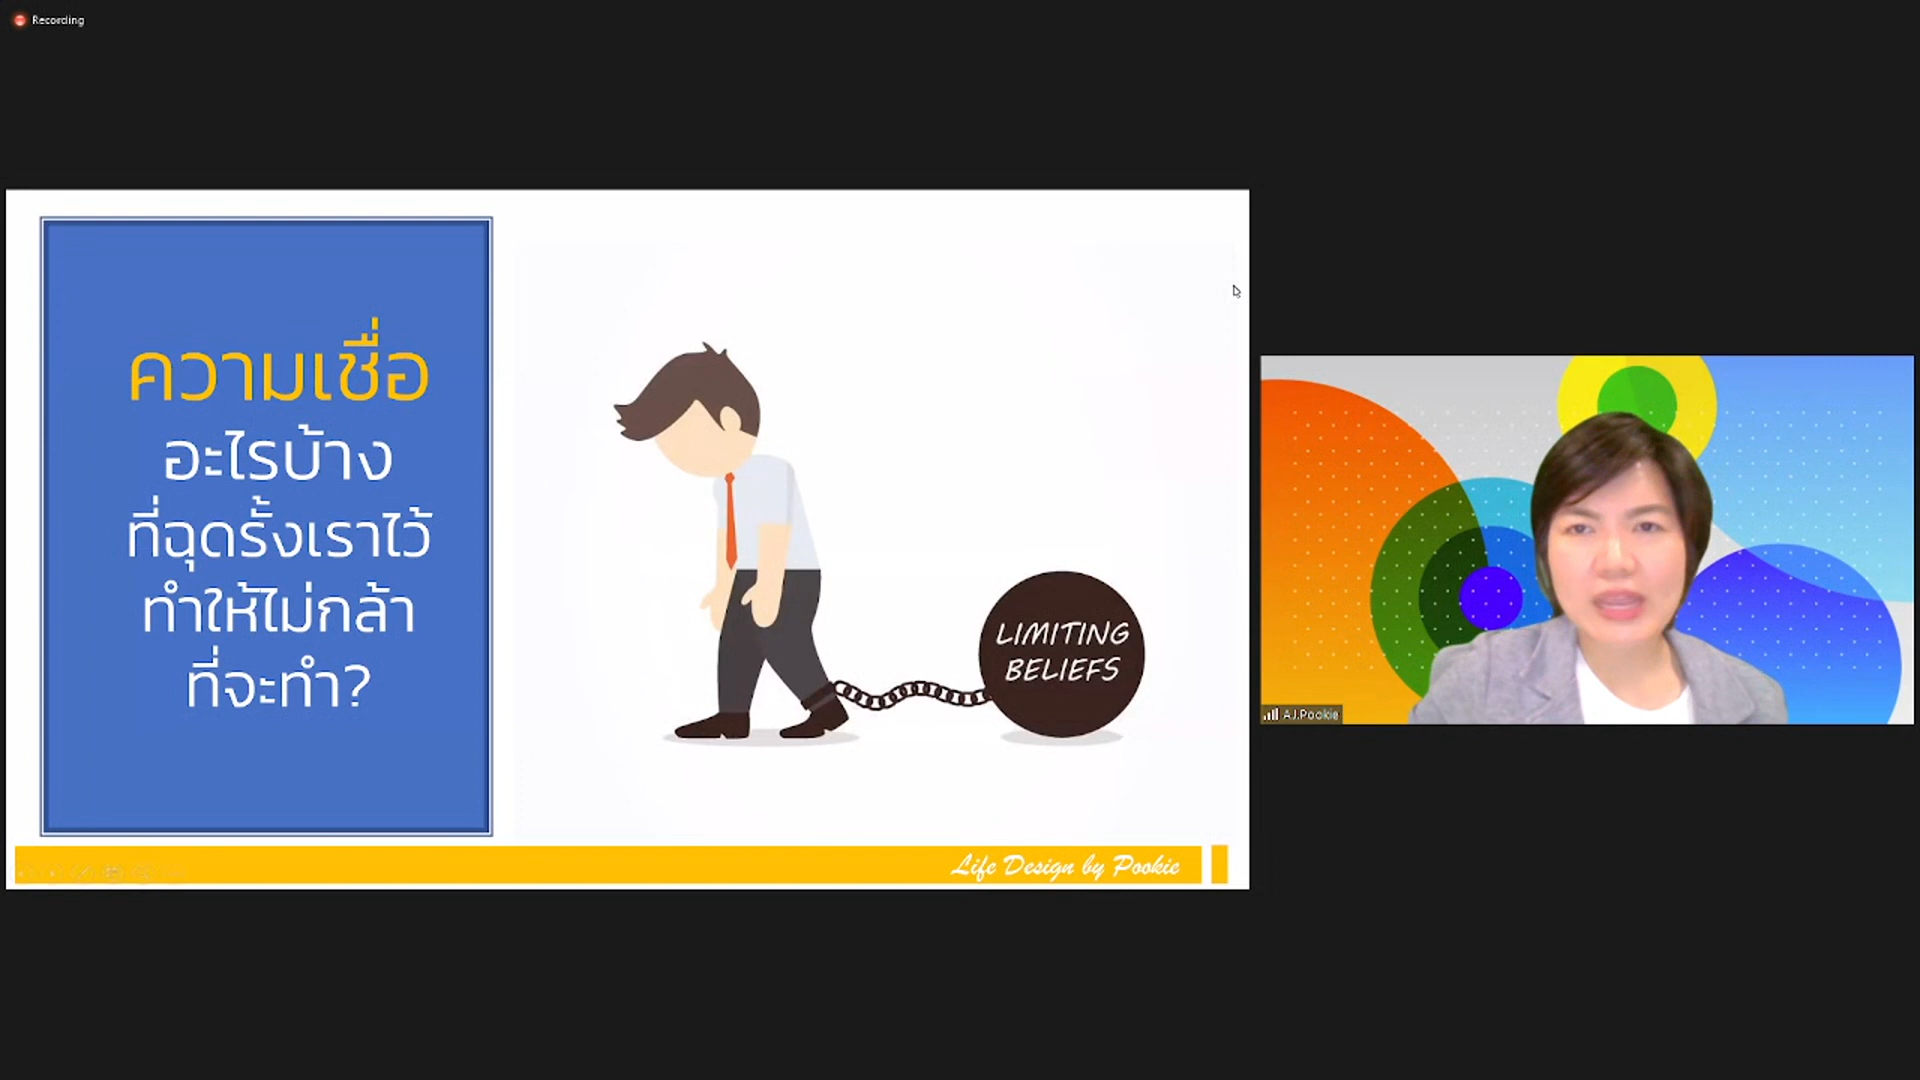 Recording
ความเชื่อ
อะไรบ้าง
ที่ฉุดรั้งเราไว้
ทำให้ไม่กล้า
ที่จะทำ?
LIMITING
BELIEFS
Life Design by Pookie
AJ.Pookie